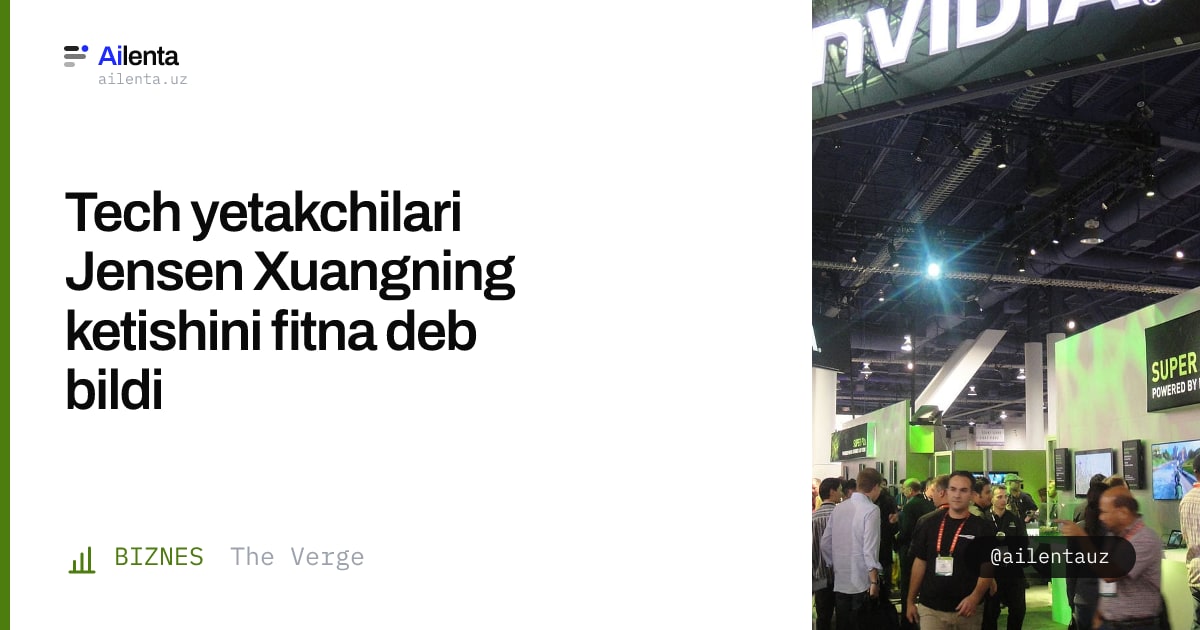 Ailenta
ailenta.uz
Tech yetakchilari
Jensen Xuangning
ketishini fitna deb
bildi
BIZNES The Verge
nVIDIA
SUPER
POWERED BY
@ailentauz